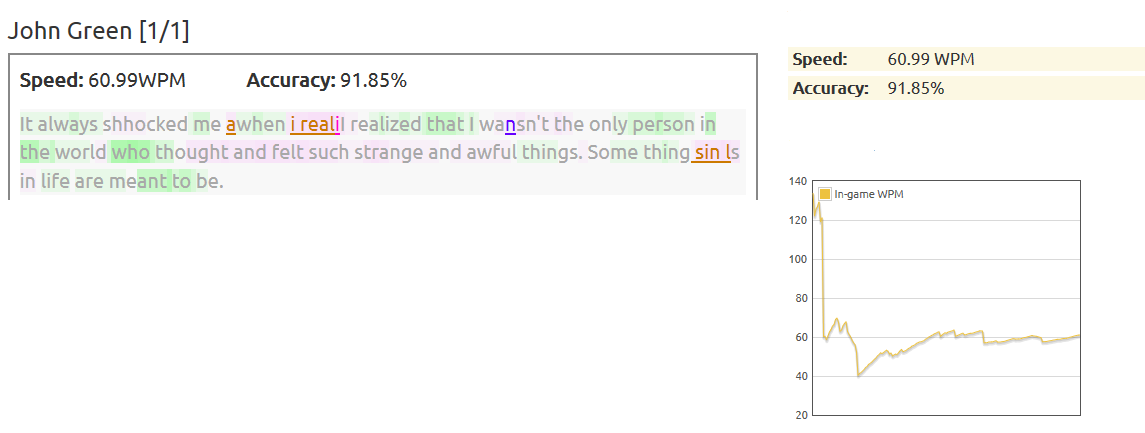 John Green [1/1]
Speed: 60.99WPM Accuracy: 91.85%
It always shhocked me awhen i realiI realized that I wansn't the only person in
the world who thought and felt such strange and awful things. Some thing sin ls
in life are meant to be.
Speed: 60.99 WPM
Accuracy: 91.85%
140
In-game WPM
120
100
80
60
40
20